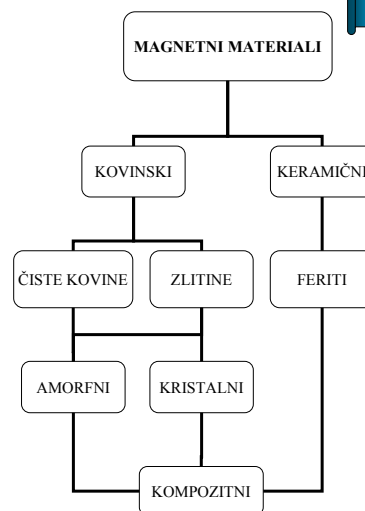 MAGNETNI MATERIALI
KOVINSKI
KERAMIČNI
ČISTE KOVINE
ZLITINE
FERITI
AMORFNI
KRISTALNI
KOMPOZITNI